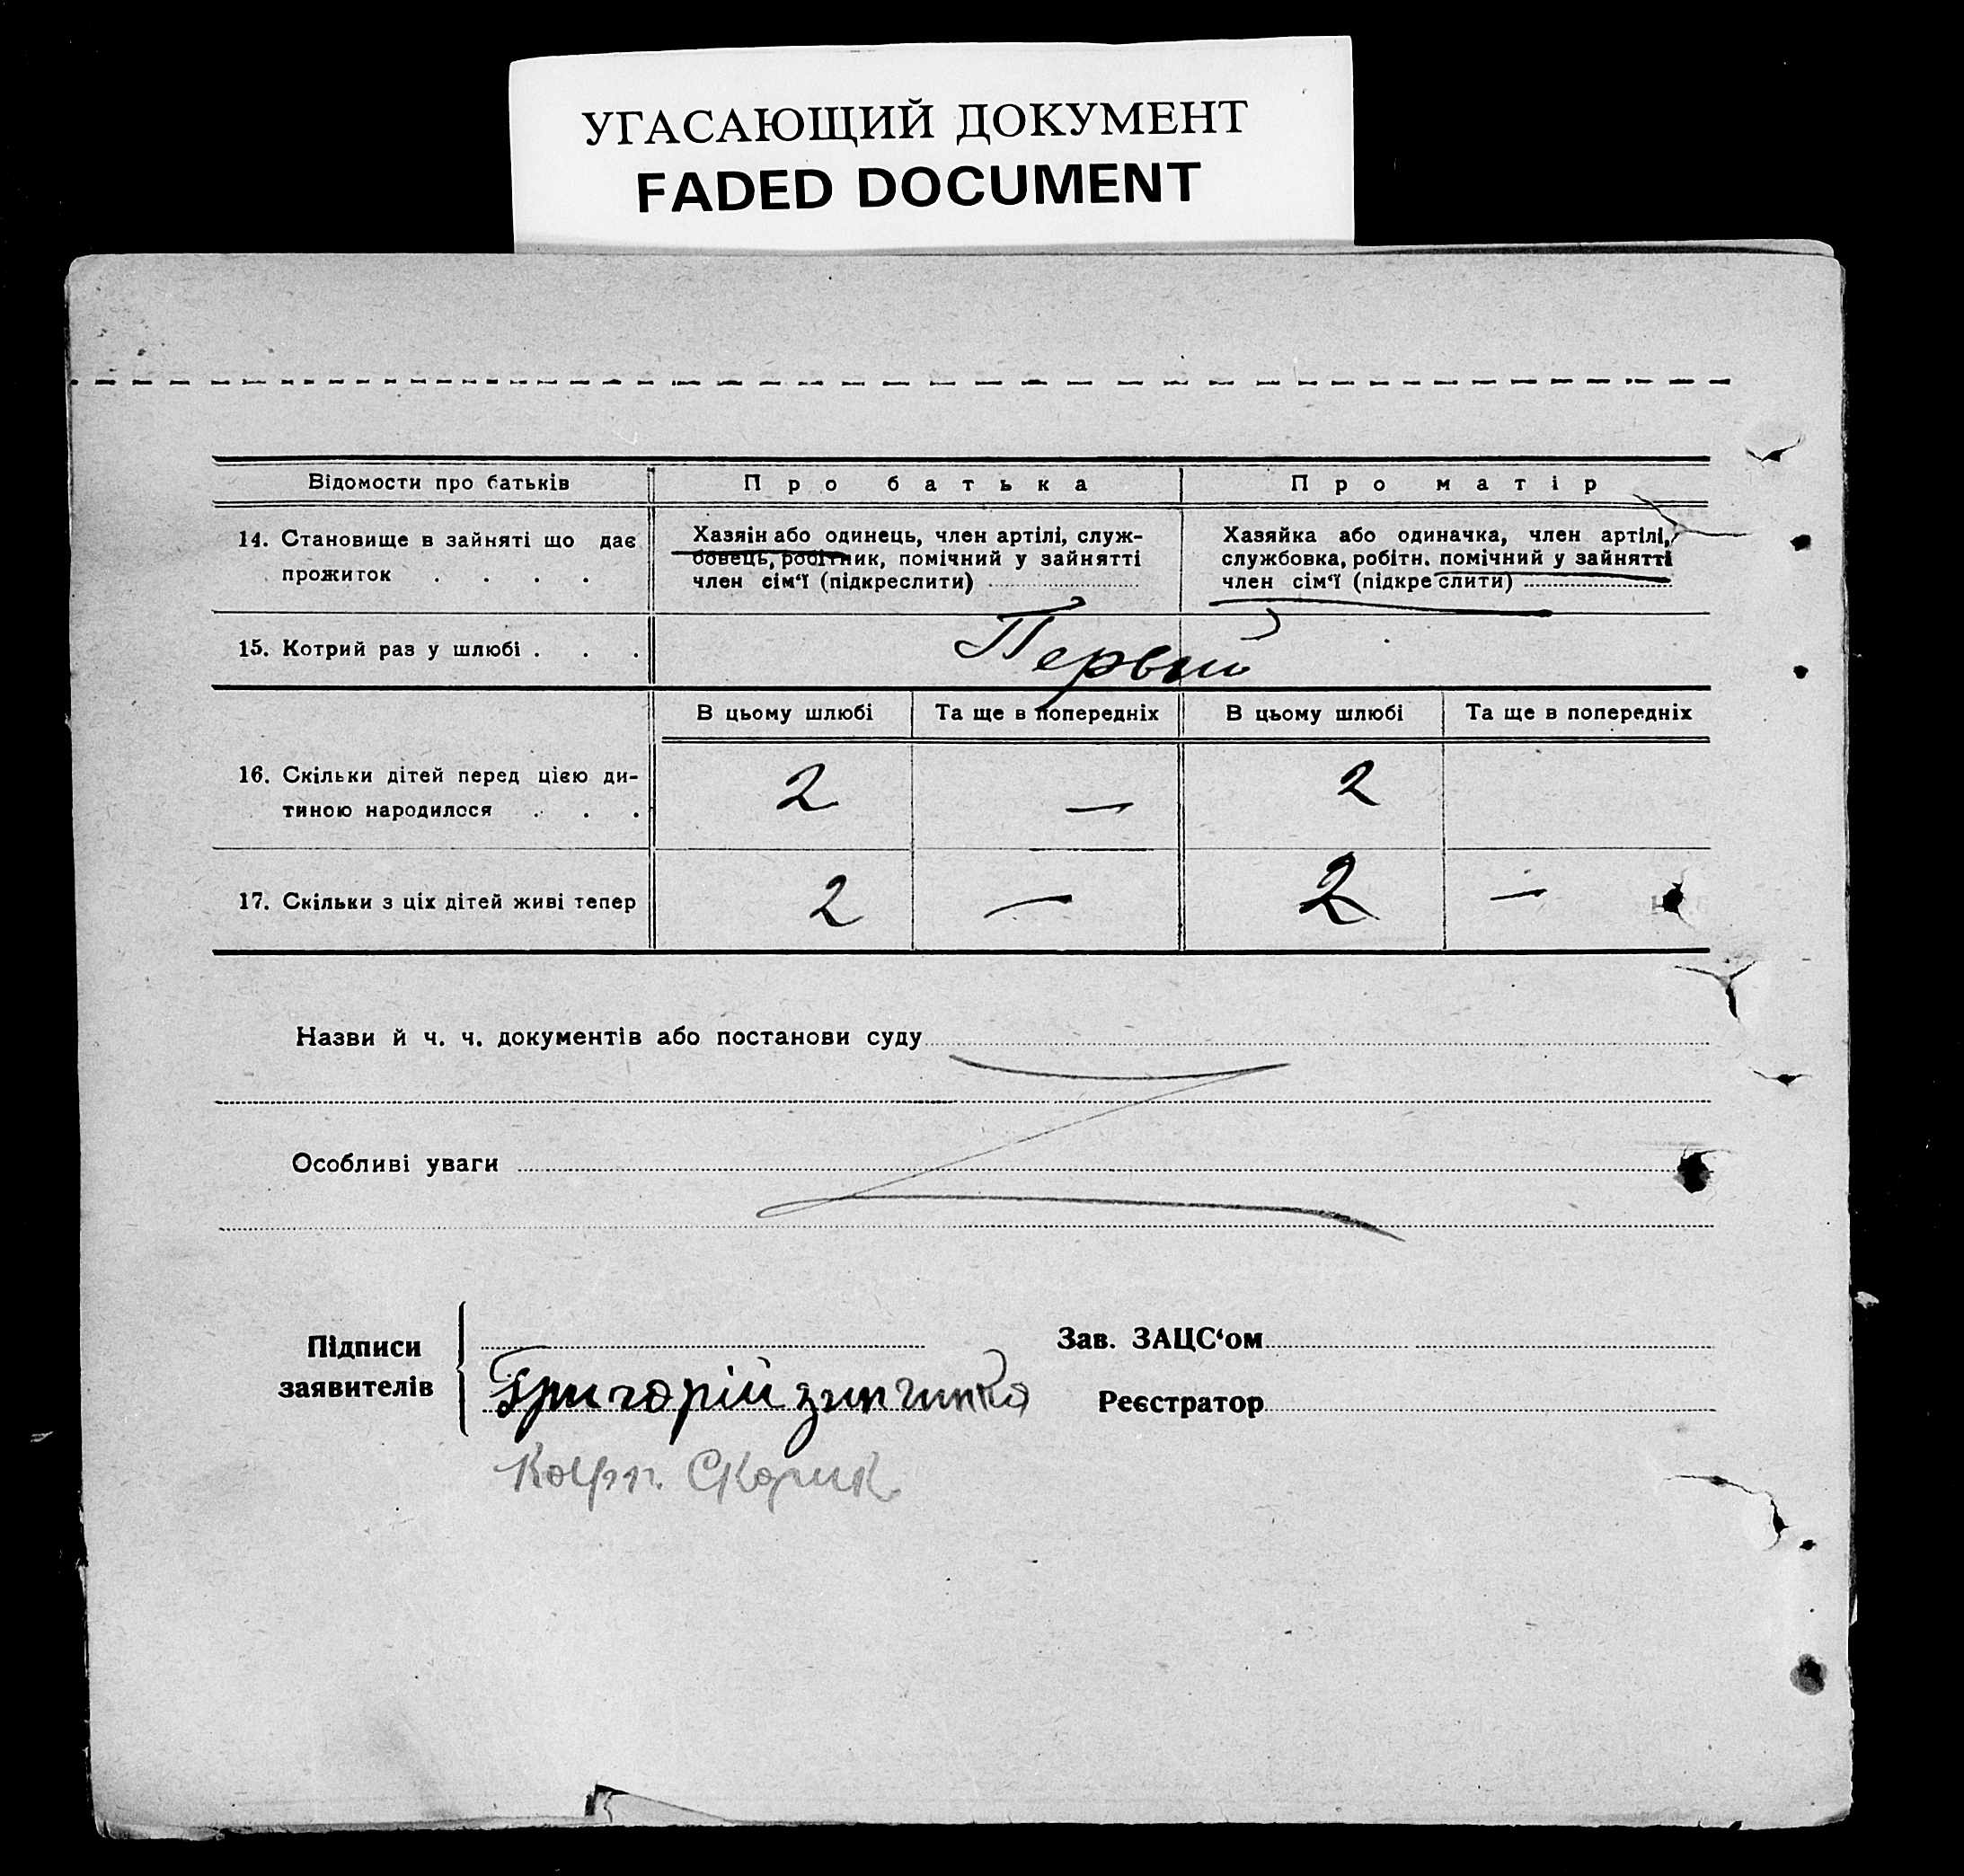 УГАСАЮЩИЙ ДОКУМЕНТ
FADED DOCUMENT
Відомости про батьків
Про батька
Про матір
14. Становище в зайняті що дає
прожиток . . . .
Хазяін або одинець, член артілі, служ-
бовець, робітник, помічний у зайнятті
член сім‘ї (підкреслити)
Хазяйка або одиначка, член артілі,
службовка, робітн. помічний у зайнятті
член сім‘ї (підкреслити)
15. Котрий раз у шлюбі . . .
Первый
В цьому шлюбі
Та ще в попередніх
В цьому шлюбі
Та ще в попередніх
16. Скільки дітей перед цією ди-
тиною народилося . . .
2
—
2
17. Скільки з ціх дітей живі тепер
2
—
2
—
Назви й ч. ч. документів або постанови суду
Особливі уваги
Підписи
заявителів
Григорій
Скорик
Зав. ЗАЦС‘ом
Реєстратор